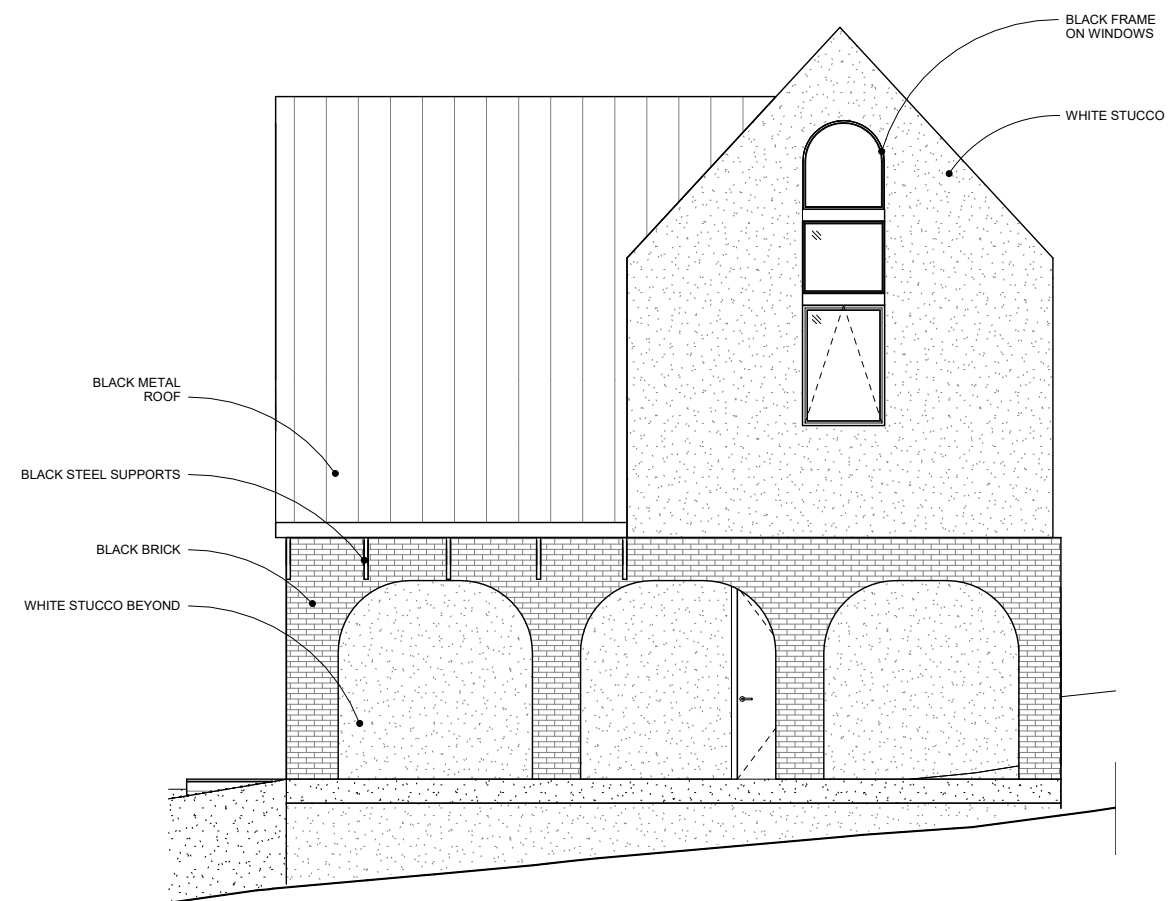 BLACK FRAME
ON WINDOWS
WHITE STUCCO
BLACK METAL
ROOF
BLACK STEEL SUPPORTS
BLACK BRICK
WHITE STUCCO BEYOND